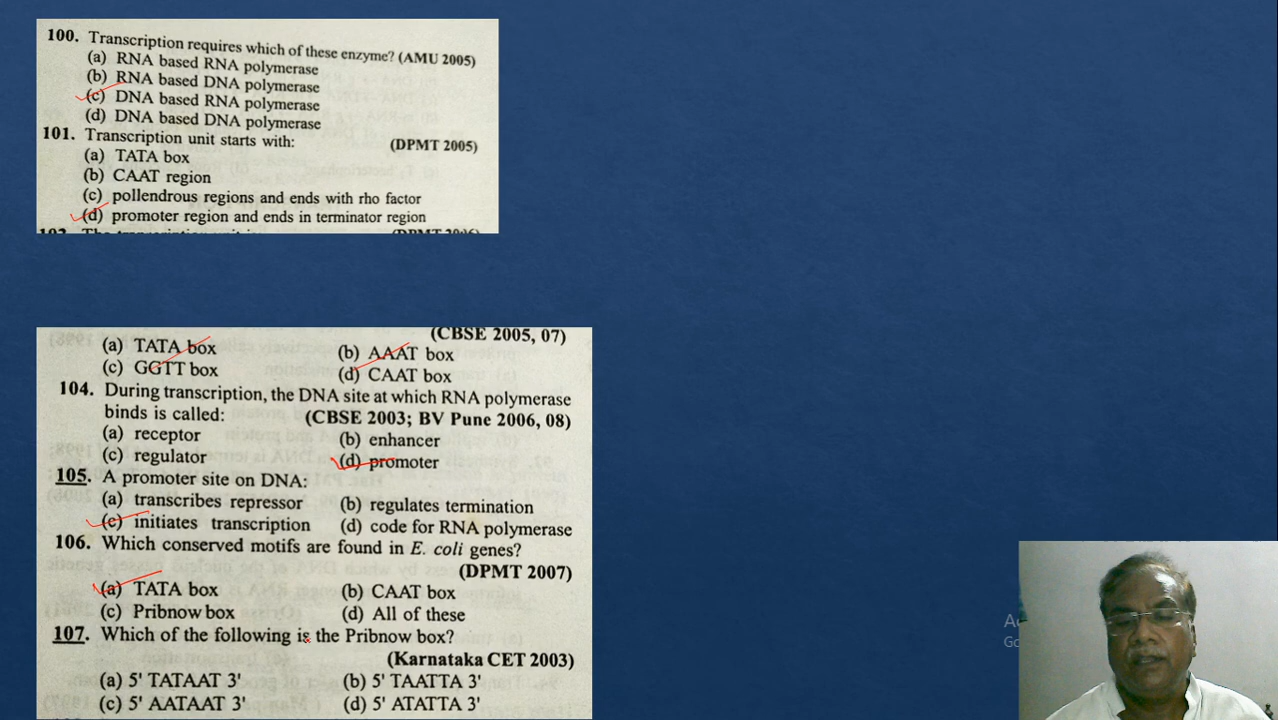 100. Transcription requires which of these enzyme? (AMU 2005)
(a) RNA based RNA polymerase
(b) RNA based DNA polymerase
(c) DNA based RNA polymerase
(d) DNA based DNA polymerase
101. Transcription unit starts with: (DPMT 2005)
(a) TATA box
(b) CAAT region
(c) pollendrous regions and ends with rho factor
(d) promoter region and ends in terminator region
(CBSE 2005, 07)
(a) TATA box (b) AAAT box
(c) GGTT box (d) CAAT box
104. During transcription, the DNA site at which RNA polymerase
binds is called: (CBSE 2003; BV Pune 2006, 08)
(a) receptor (b) enhancer
(c) regulator (d) promoter
105. A promoter site on DNA:
(a) transcribes repressor (b) regulates termination
(c) initiates transcription (d) code for RNA polymerase
106. Which conserved motifs are found in E. coli genes?
(DPMT 2007)
(a) TATA box (b) CAAT box
(c) Pribnow box (d) All of these
107. Which of the following is the Pribnow box?
(Karnataka CET 2003)
(a) 5' TATAAT 3' (b) 5' TAATTA 3'
(c) 5' AATAAT 3' (d) 5' ATATTA 3'